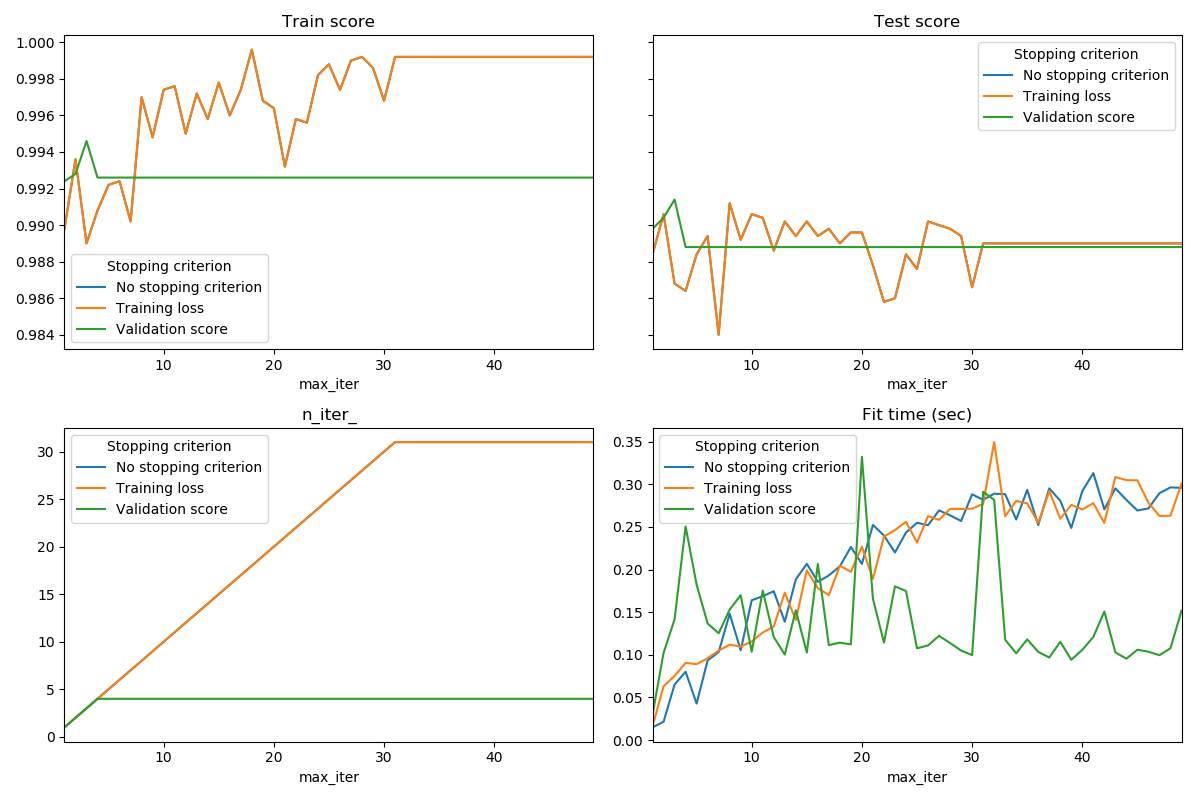 Train score
1.000
0.998
0.996
0.994
0.992
0.990
0.988
0.986
0.984
Stopping criterion
No stopping criterion
Training loss
Validation score
10
20
30
40
max_iter
Test score
Stopping criterion
No stopping criterion
Training loss
Validation score
10
20
30
40
max_iter
n_iter_
30
25
20
15
10
5
0
Stopping criterion
No stopping criterion
Training loss
Validation score
10
20
30
40
max_iter
Fit time (sec)
0.35
0.30
0.25
0.20
0.15
0.10
0.05
0.00
Stopping criterion
No stopping criterion
Training loss
Validation score
10
20
30
40
max_iter